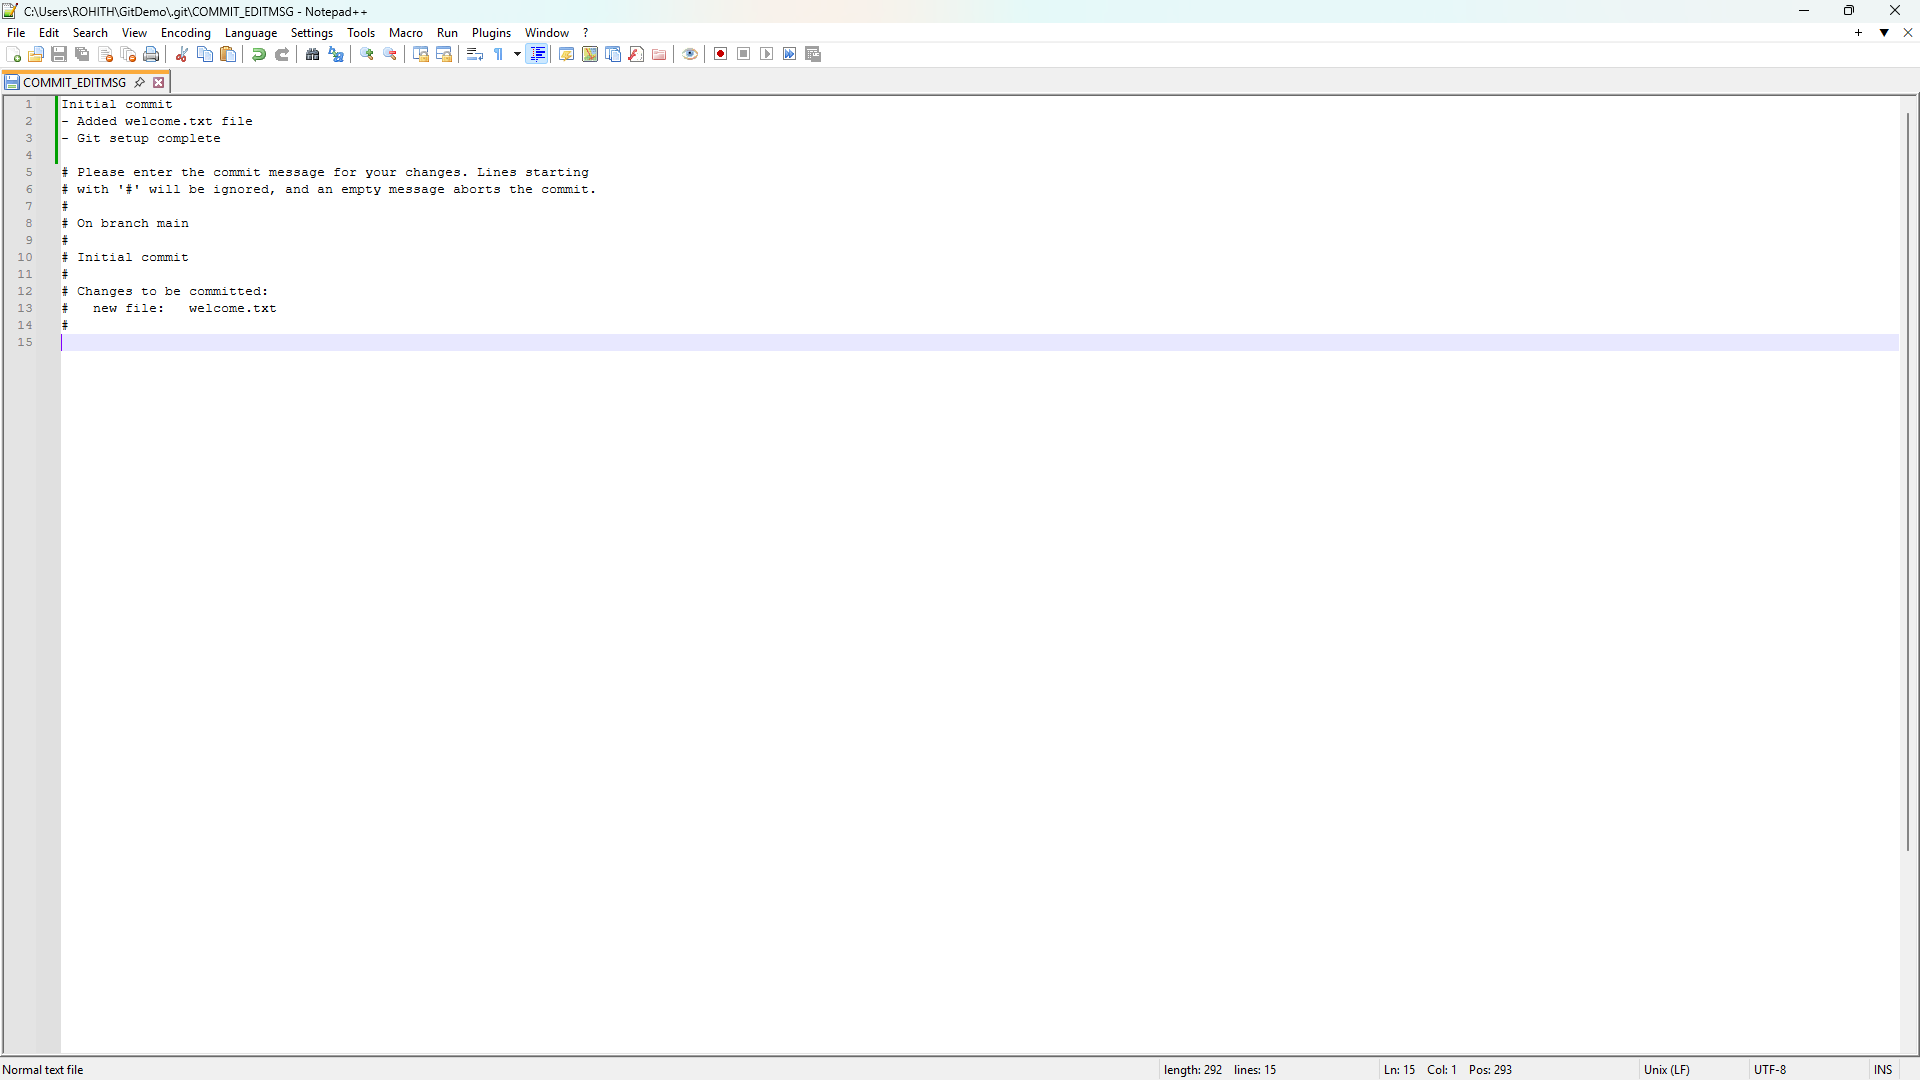 C:\Users\ROHITH\GitDemo\.git\COMMIT_EDITMSG - Notepad++
File Edit Search View Encoding Language Settings Tools Macro Run Plugins Window ?
COMMIT_EDITMSG
1 Initial commit
2 - Added welcome.txt file
3 - Git setup complete
4
5 # Please enter the commit message for your changes. Lines starting
6 # with '#' will be ignored, and an empty message aborts the commit.
7 #
8 # On branch main
9 #
10 # Initial commit
11 #
12 # Changes to be committed:
13 #   new file:   welcome.txt
14 #
15
Normal text file length: 292 lines: 15 Ln: 15 Col: 1 Pos: 293 Unix (LF) UTF-8 INS